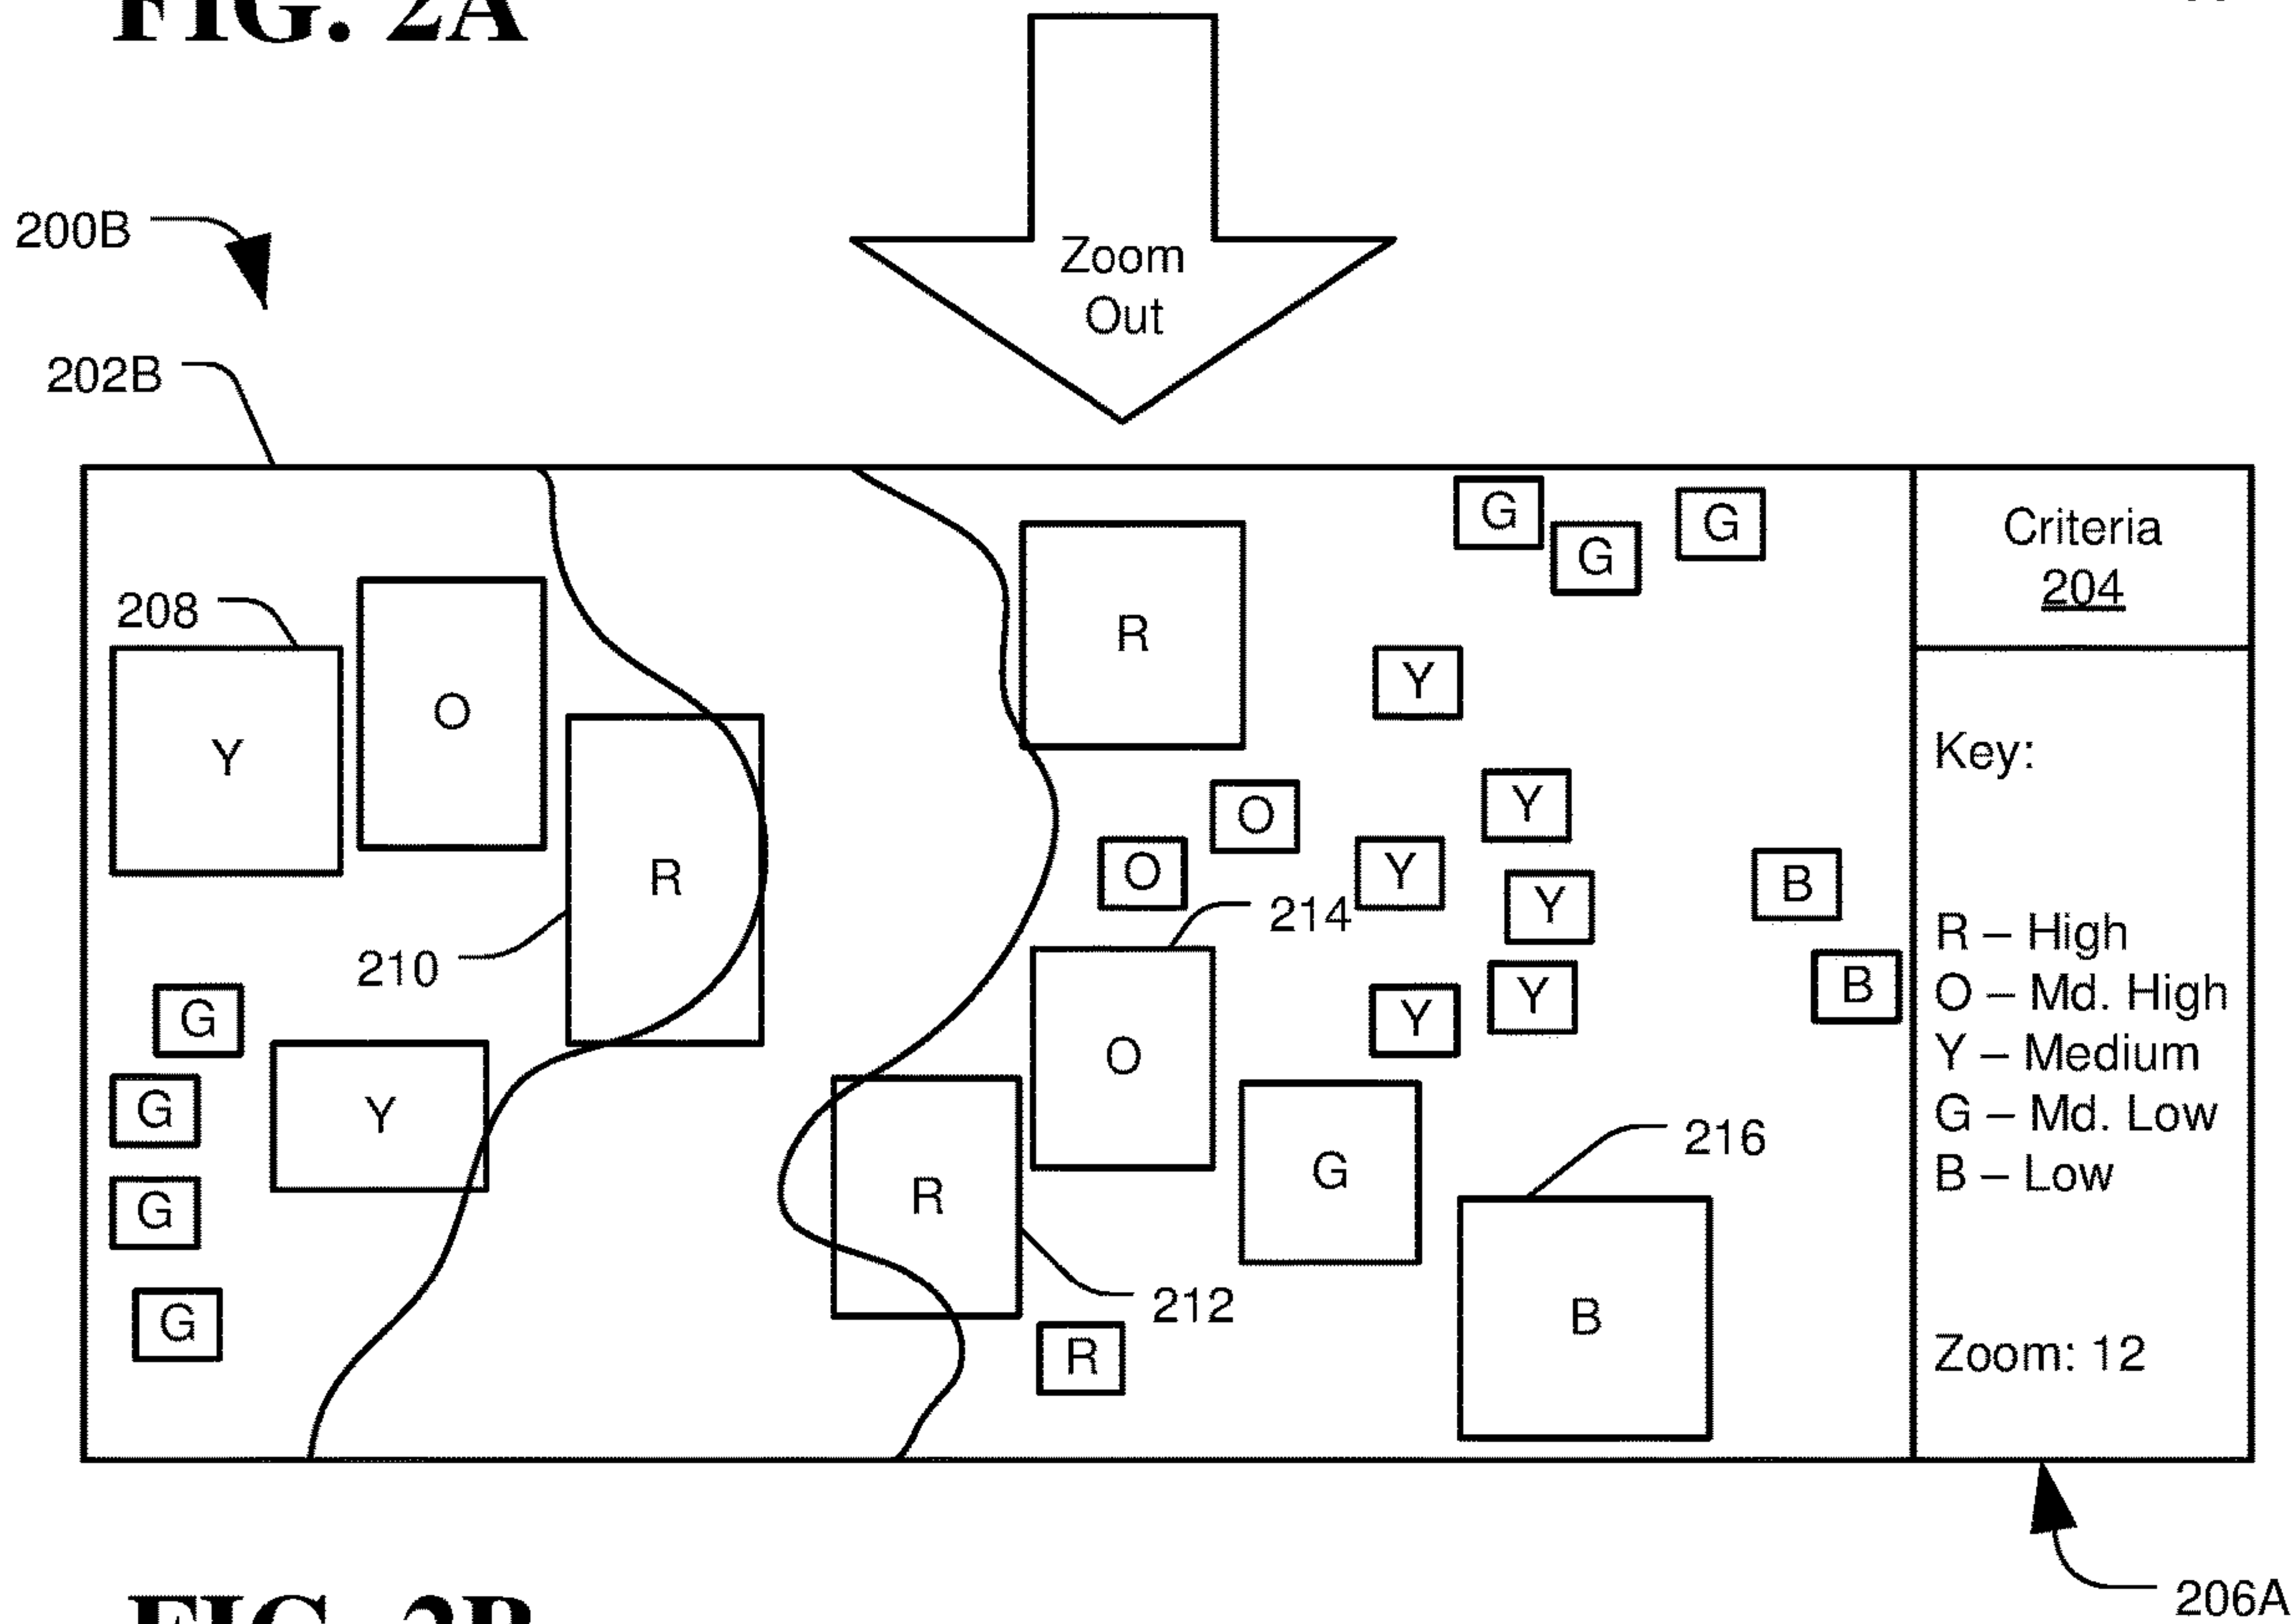 FIG. 2A
Zoom
Out
200B
202B
G
G
G
Criteria
204
R
208
O
Y
Y
Key:
Y
O
Y
R
O
Y
B
Y
214
R – High
210
B
O – Md. High
G
Y
Y
O
Y – Medium
G
Y
G – Md. Low
216
G
B – Low
R
G
212
B
G
R
Zoom: 12
FIG. 2B
206A